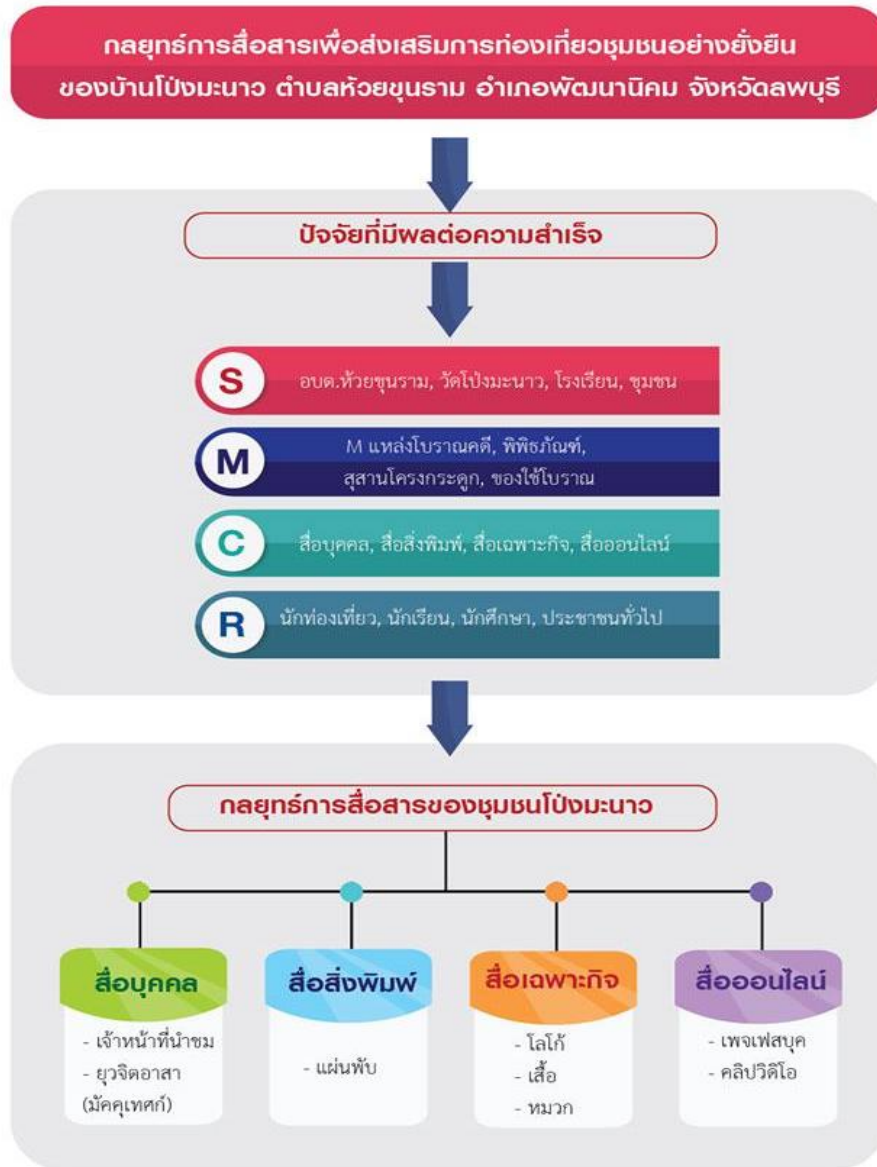 กลยุทธ์การสื่อสารเพื่อส่งเสริมการท่องเที่ยวชุมชนอย่างยั่งยืน
ของบ้านโป่งมะนาว ตำบลห้วยขุนราม อำเภอพัฒนานิคม จังหวัดลพบุรี
ปัจจัยที่มีผลต่อความสำเร็จ
S อบต.ห้วยขุนราม, วัดโป่งมะนาว, โรงเรียน, ชุมชน
M M แหล่งโบราณคดี, พิพิธภัณฑ์,
สุสานโครงกระดูก, ของใช้โบราณ
C สื่อบุคคล, สื่อสิ่งพิมพ์, สื่อเฉพาะกิจ, สื่อออนไลน์
R นักท่องเที่ยว, นักเรียน, นักศึกษา, ประชาชนทั่วไป
กลยุทธ์การสื่อสารของชุมชนโป่งมะนาว
สื่อบุคคล
- เจ้าหน้าที่นำชม
- ยุวจิตอาสา
(มัคคุเทศก์)
สื่อสิ่งพิมพ์
- แผ่นพับ
สื่อเฉพาะกิจ
- โลโก้
- เสื้อ
- หมวก
สื่อออนไลน์
- เพจเฟสบุค
- คลิปวิดิโอ